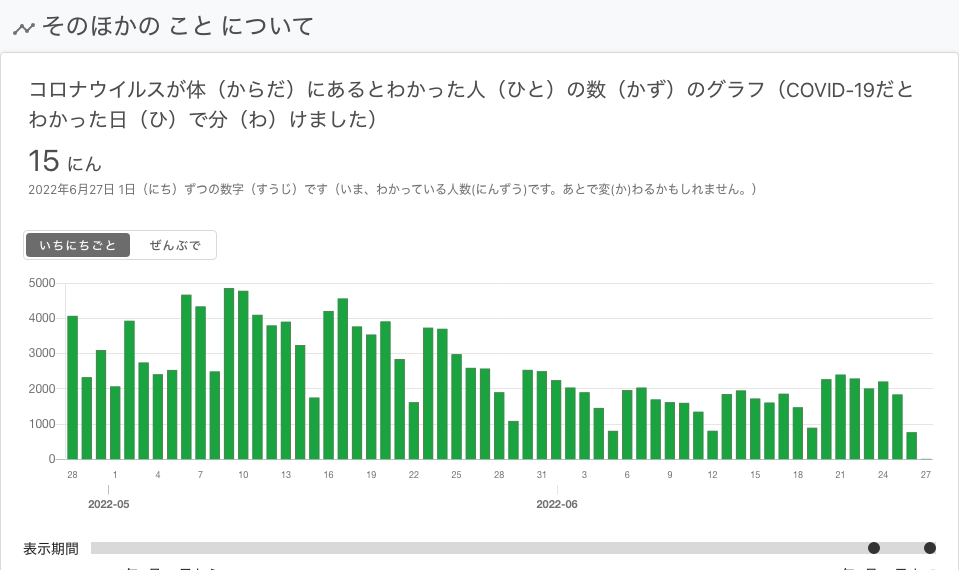 そのほかの こと について
コロナウイルスが体（からだ）にあるとわかった人（ひと）の数（かず）のグラフ（COVID-19だと
わかった日（ひ）で分（わ）けました）
15 にん
2022年6月27日 1日（にち）ずつの数字（すうじ）です（いま、わかっている人数(にんずう)です。あとで変(か)わるかもしれません。）
いちにちごと ぜんぶで
5000
4000
3000
2000
1000
0
28 1 4 7 10 13 16 19 22 25 28 31 3 6 9 12 15 18 21 24 27
2022-05 2022-06
表示期間